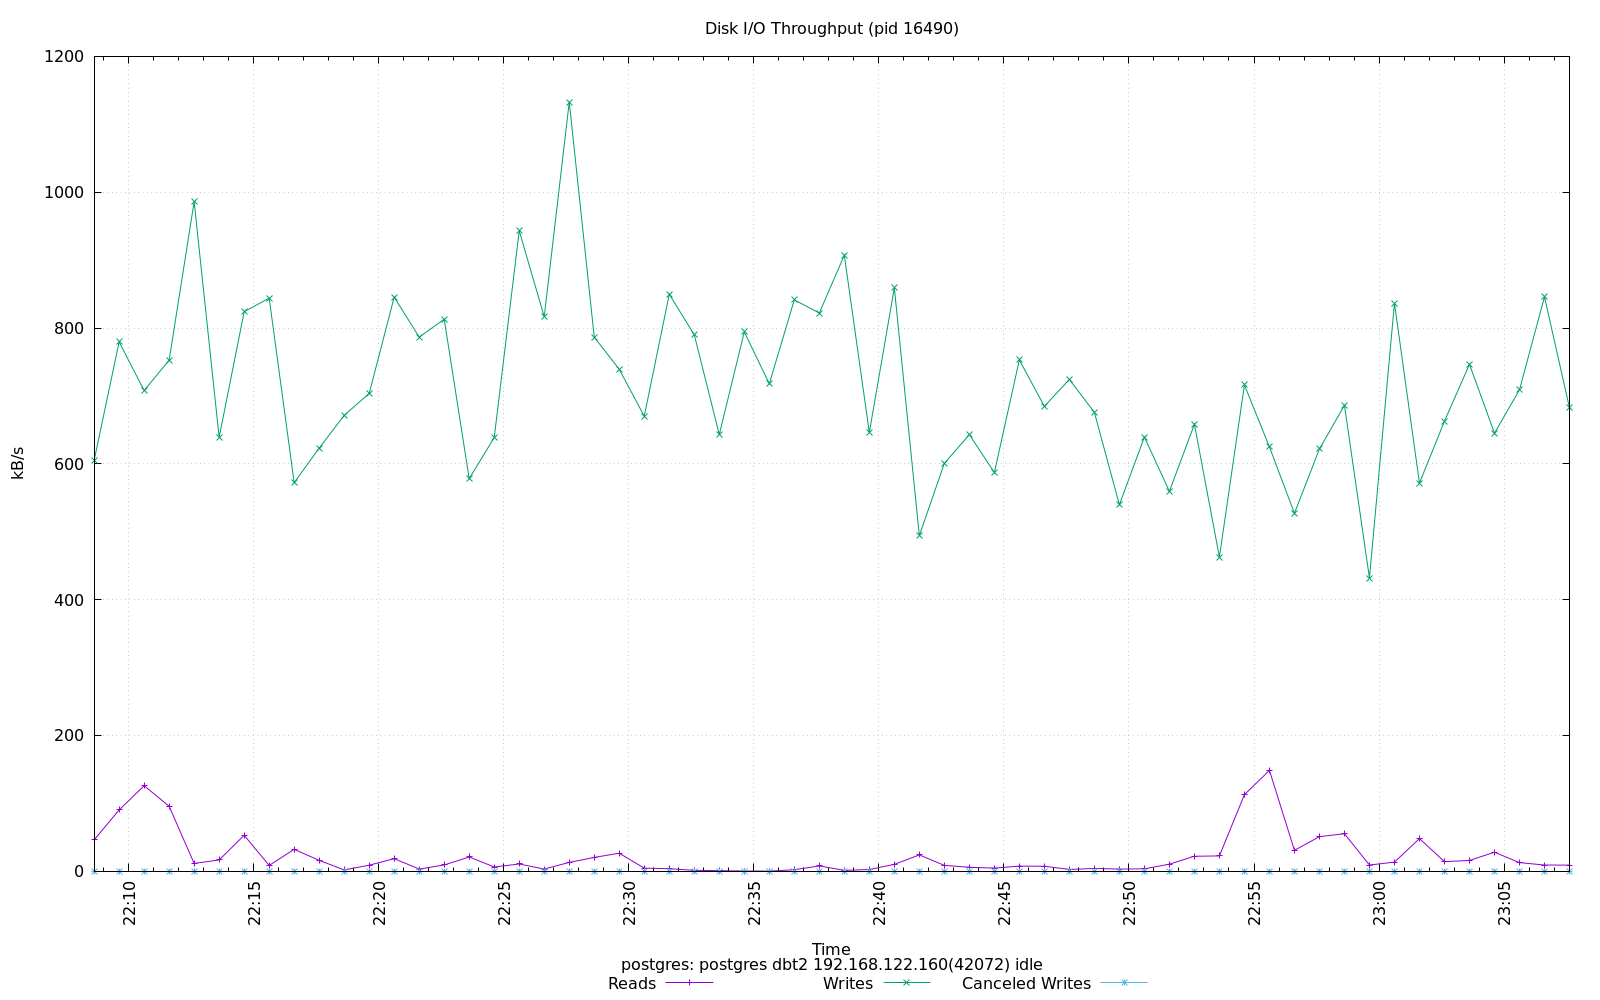 Disk I/O Throughput (pid 16490)
1200
1000
800
600
400
200
0
kB/s
22:10 22:15 22:20 22:25 22:30 22:35 22:40 22:45 22:50 22:55 23:00 23:05
Time
postgres: postgres dbt2 192.168.122.160(42072) idle
Reads Writes Canceled Writes